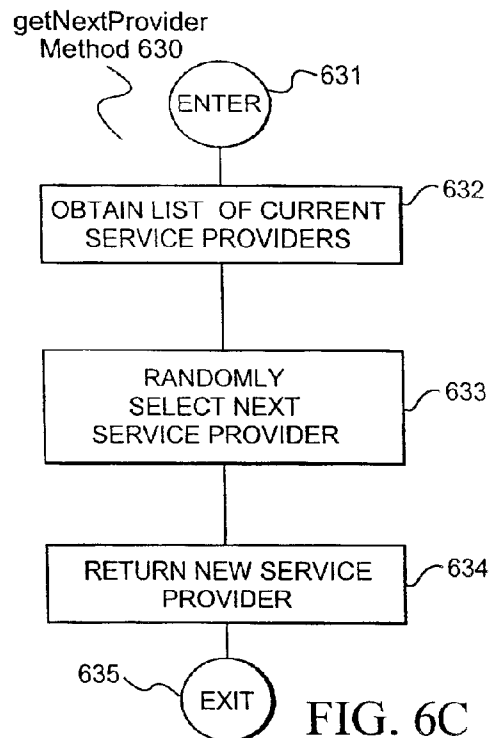 getNextProvider
Method 630
ENTER
631
OBTAIN LIST OF CURRENT
SERVICE PROVIDERS
632
RANDOMLY
SELECT NEXT
SERVICE PROVIDER
633
RETURN NEW SERVICE
PROVIDER
634
635
EXIT
FIG. 6C